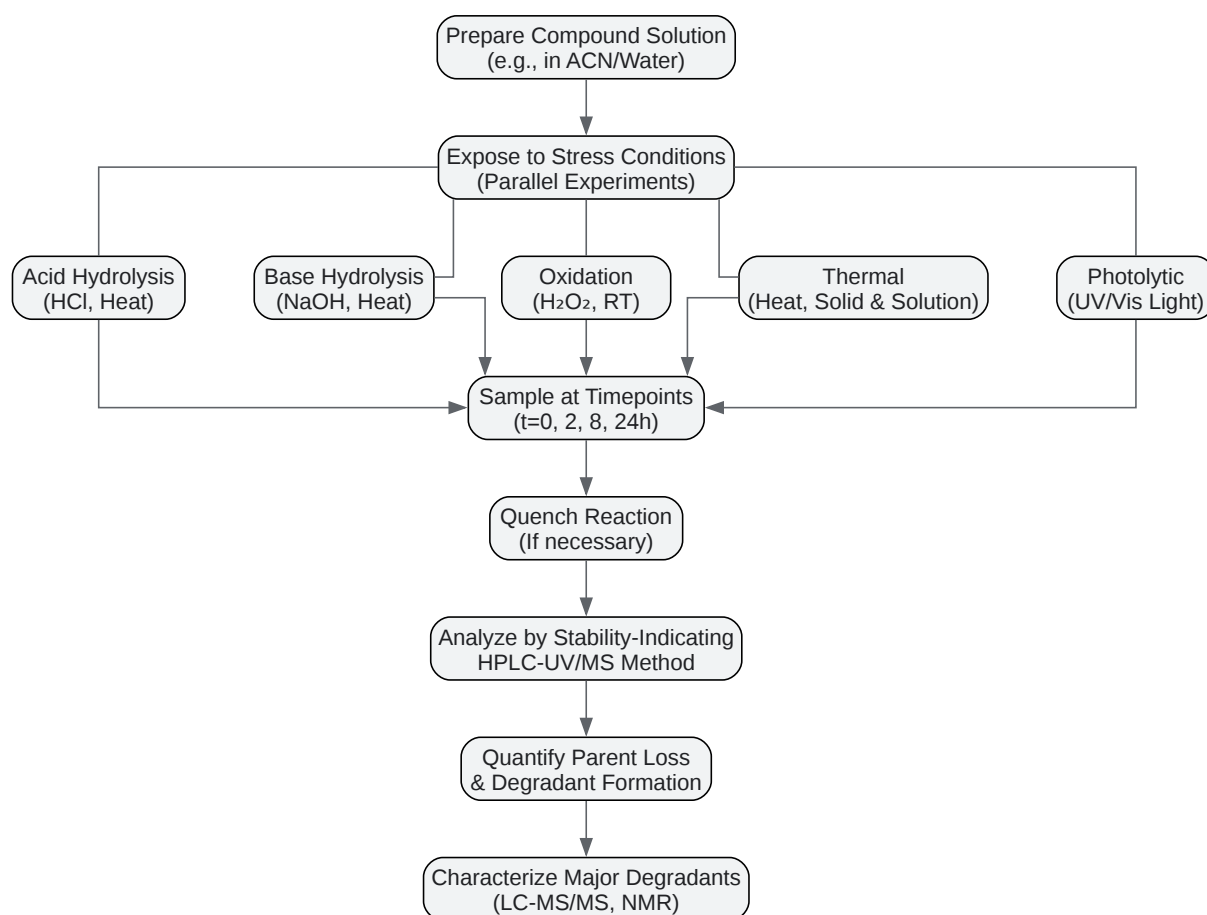 Prepare Compound Solution
(e.g., in ACN/Water)
Expose to Stress Conditions
(Parallel Experiments)
Acid Hydrolysis
(HCl, Heat)
Base Hydrolysis
(NaOH, Heat)
Oxidation
(H₂O₂, RT)
Thermal
(Heat, Solid & Solution)
Photolytic
(UV/Vis Light)
Sample at Timepoints
(t=0, 2, 8, 24h)
Quench Reaction
(If necessary)
Analyze by Stability-Indicating
HPLC-UV/MS Method
Quantify Parent Loss
& Degradant Formation
Characterize Major Degradants
(LC-MS/MS, NMR)